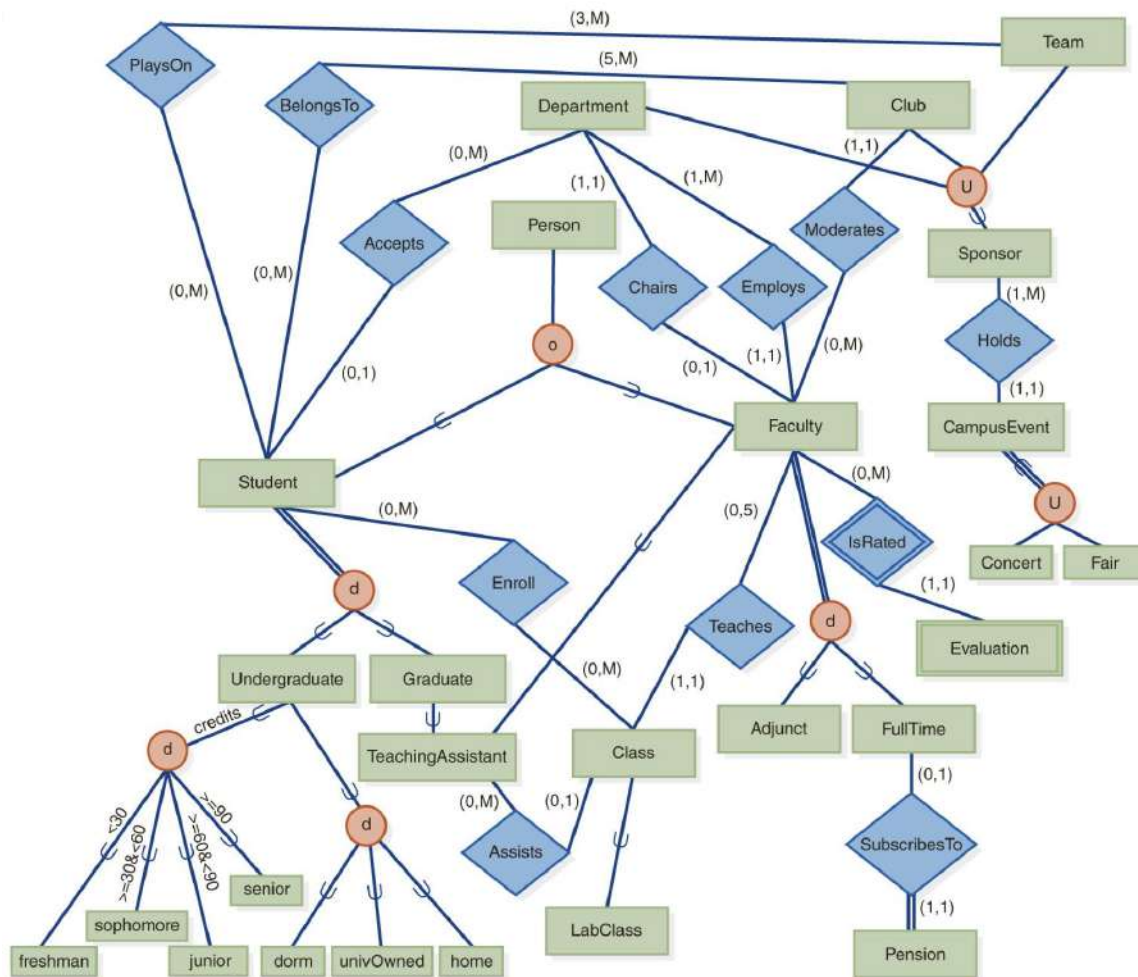 (3,M)
Team
PlaysOn
(5,M)
BelongsTo
Department
Club
(0,M)
(1,1)
(1,M)
(1,1)
U
Person
Accepts
Moderates
Sponsor
(0,M)
(0,M)
Chairs
Employs
(1,M)
Holds
o
(0,1)
(0,1)
(1,1)
(0,M)
(1,1)
Faculty
CampusEvent
Student
(0,M)
(0,M)
(0,5)
U
IsRated
Concert
Fair
Enroll
d
(1,1)
Teaches
d
Evaluation
Undergraduate
Graduate
(0,M)
(1,1)
credits
Adjunct
FullTime
d
TeachingAssistant
Class
(0,M)
(0,1)
(0,1)
<30
>=30&<60
>=60&<90
>=90
d
Assists
SubscribesTo
senior
sophomore
LabClass
(1,1)
freshman
junior
dorm
univOwned
home
Pension